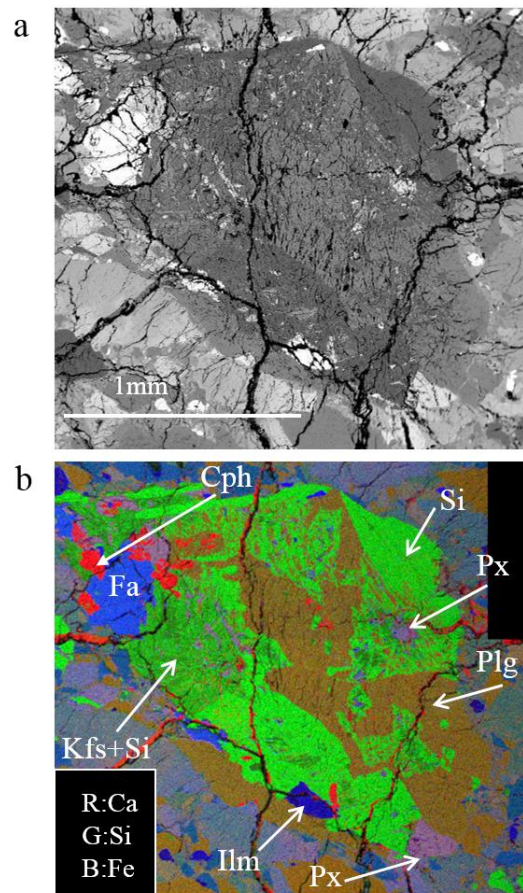 a
1mm
b
Cph
Si
Fa
Px
Plg
Kfs+Si
R:Ca
G:Si
B:Fe
Ilm
Px